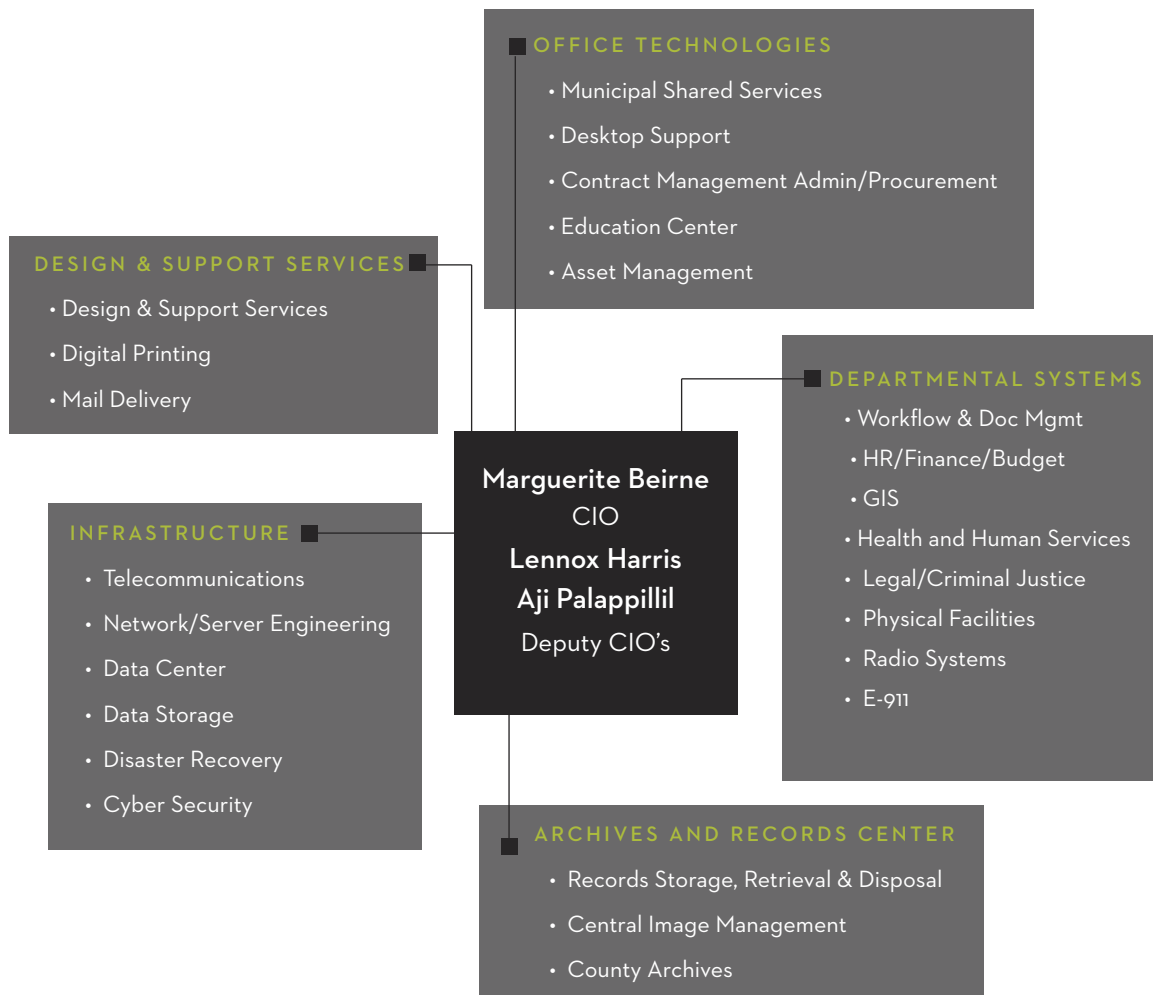 OFFICE TECHNOLOGIES
• Municipal Shared Services
• Desktop Support
• Contract Management Admin/Procurement
• Education Center
• Asset Management
DESIGN & SUPPORT SERVICES
• Design & Support Services
• Digital Printing
• Mail Delivery
DEPARTMENTAL SYSTEMS
• Workflow & Doc Mgmt
• HR/Finance/Budget
• GIS
• Health and Human Services
• Legal/Criminal Justice
• Physical Facilities
• Radio Systems
• E-911
Marguerite Beirne
CIO
Lennox Harris
Aji Palappillil
Deputy CIO's
INFRASTRUCTURE
• Telecommunications
• Network/Server Engineering
• Data Center
• Data Storage
• Disaster Recovery
• Cyber Security
ARCHIVES AND RECORDS CENTER
• Records Storage, Retrieval & Disposal
• Central Image Management
• County Archives